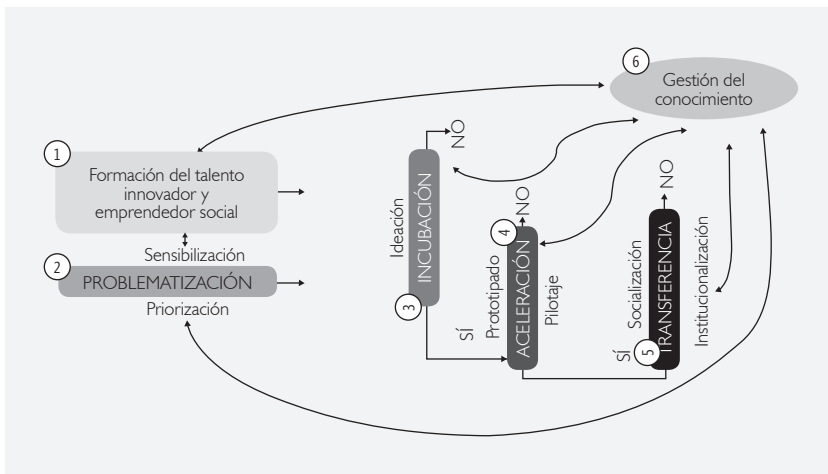 6
Gestión del
conocimiento
1
Formación del talento
innovador y
emprendedor social
Sensibilización
2
PROBLEMATIZACIÓN
Priorización
NO
Ideación
INCUBACIÓN
3
SÍ
NO
4
Prototipado
ACELERACIÓN
Pilotaje
NO
Socialización
TRANSFERENCIA
5
SÍ
Institucionalización